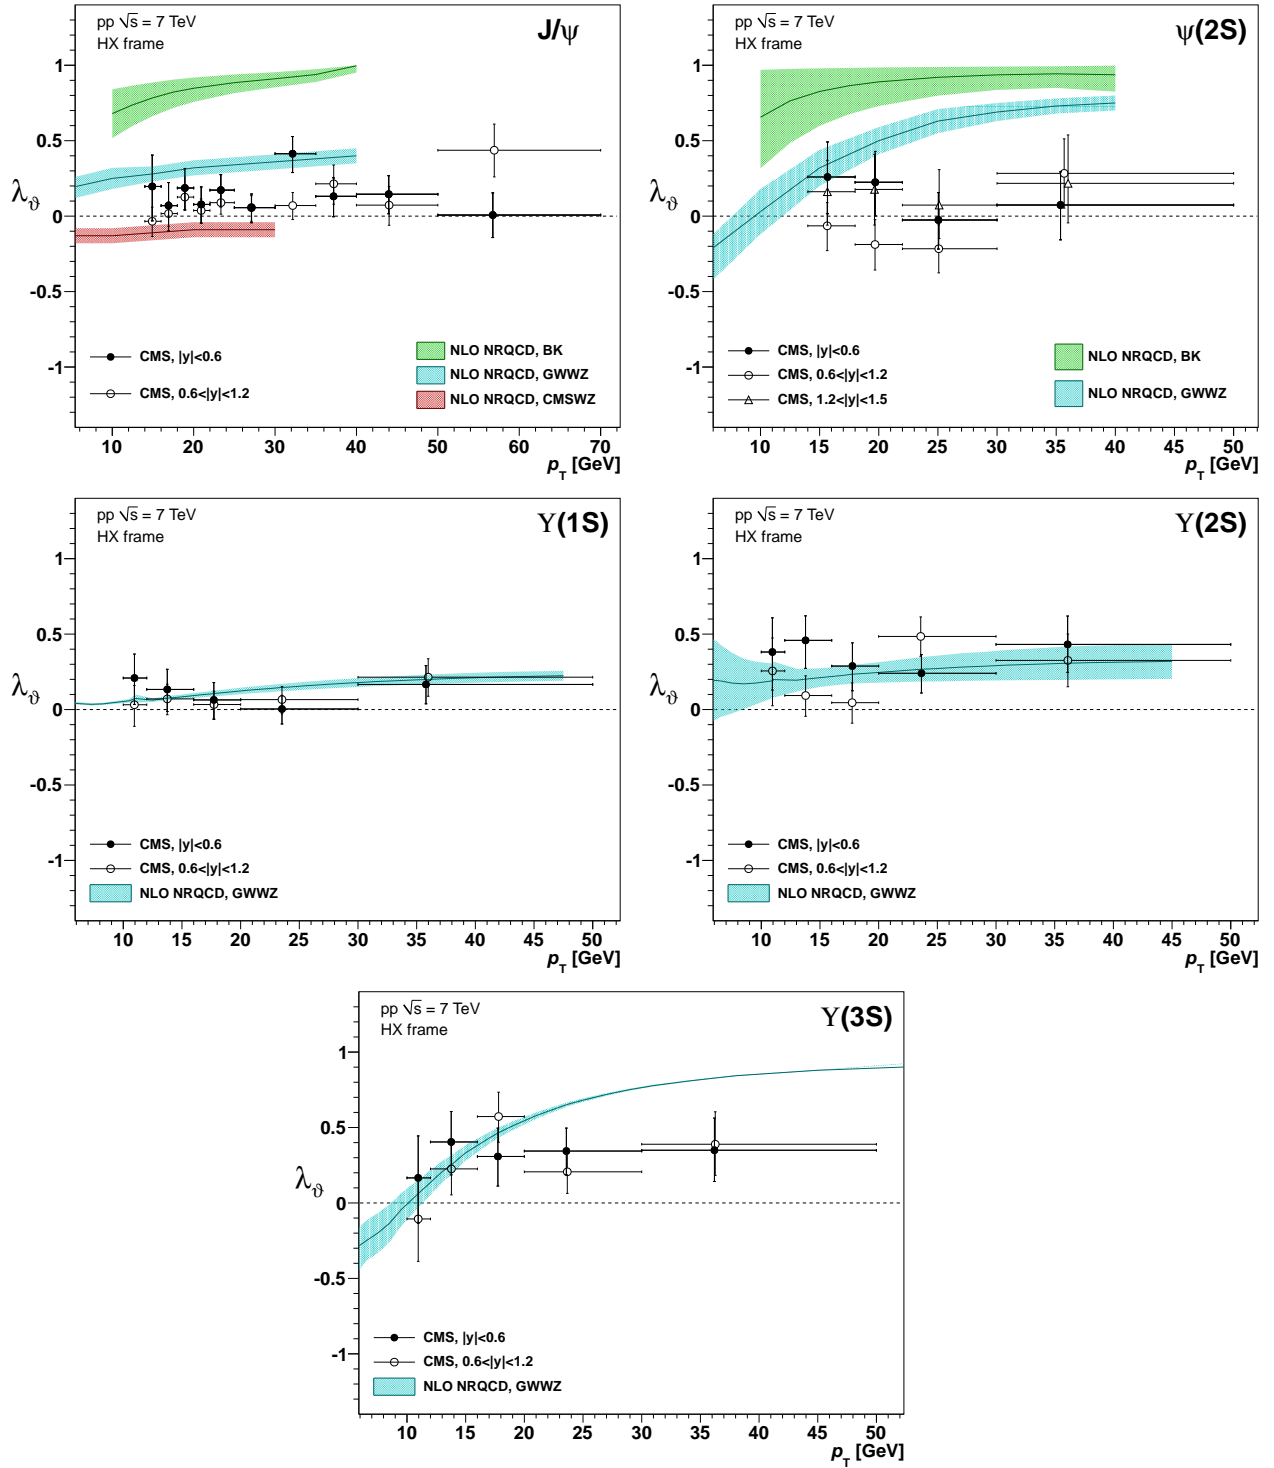 pp √s = 7 TeV
HX frame
J/ψ
1
0.5
λϑ
0
-0.5
-1
CMS, |y|<0.6
CMS, 0.6<|y|<1.2
NLO NRQCD, BK
NLO NRQCD, GWWZ
NLO NRQCD, CMSWZ
10 20 30 40 50 60 70
pT [GeV]
pp √s = 7 TeV
HX frame
ψ(2S)
1
0.5
λϑ
0
-0.5
-1
CMS, |y|<0.6
CMS, 0.6<|y|<1.2
CMS, 1.2<|y|<1.5
NLO NRQCD, BK
NLO NRQCD, GWWZ
10 15 20 25 30 35 40 45 50
pT [GeV]
pp √s = 7 TeV
HX frame
ϒ(1S)
1
0.5
λϑ
0
-0.5
-1
CMS, |y|<0.6
CMS, 0.6<|y|<1.2
NLO NRQCD, GWWZ
10 15 20 25 30 35 40 45 50
pT [GeV]
pp √s = 7 TeV
HX frame
ϒ(2S)
1
0.5
λϑ
0
-0.5
-1
CMS, |y|<0.6
CMS, 0.6<|y|<1.2
NLO NRQCD, GWWZ
10 15 20 25 30 35 40 45 50
pT [GeV]
pp √s = 7 TeV
HX frame
ϒ(3S)
1
0.5
λϑ
0
-0.5
-1
CMS, |y|<0.6
CMS, 0.6<|y|<1.2
NLO NRQCD, GWWZ
10 15 20 25 30 35 40 45 50
pT [GeV]